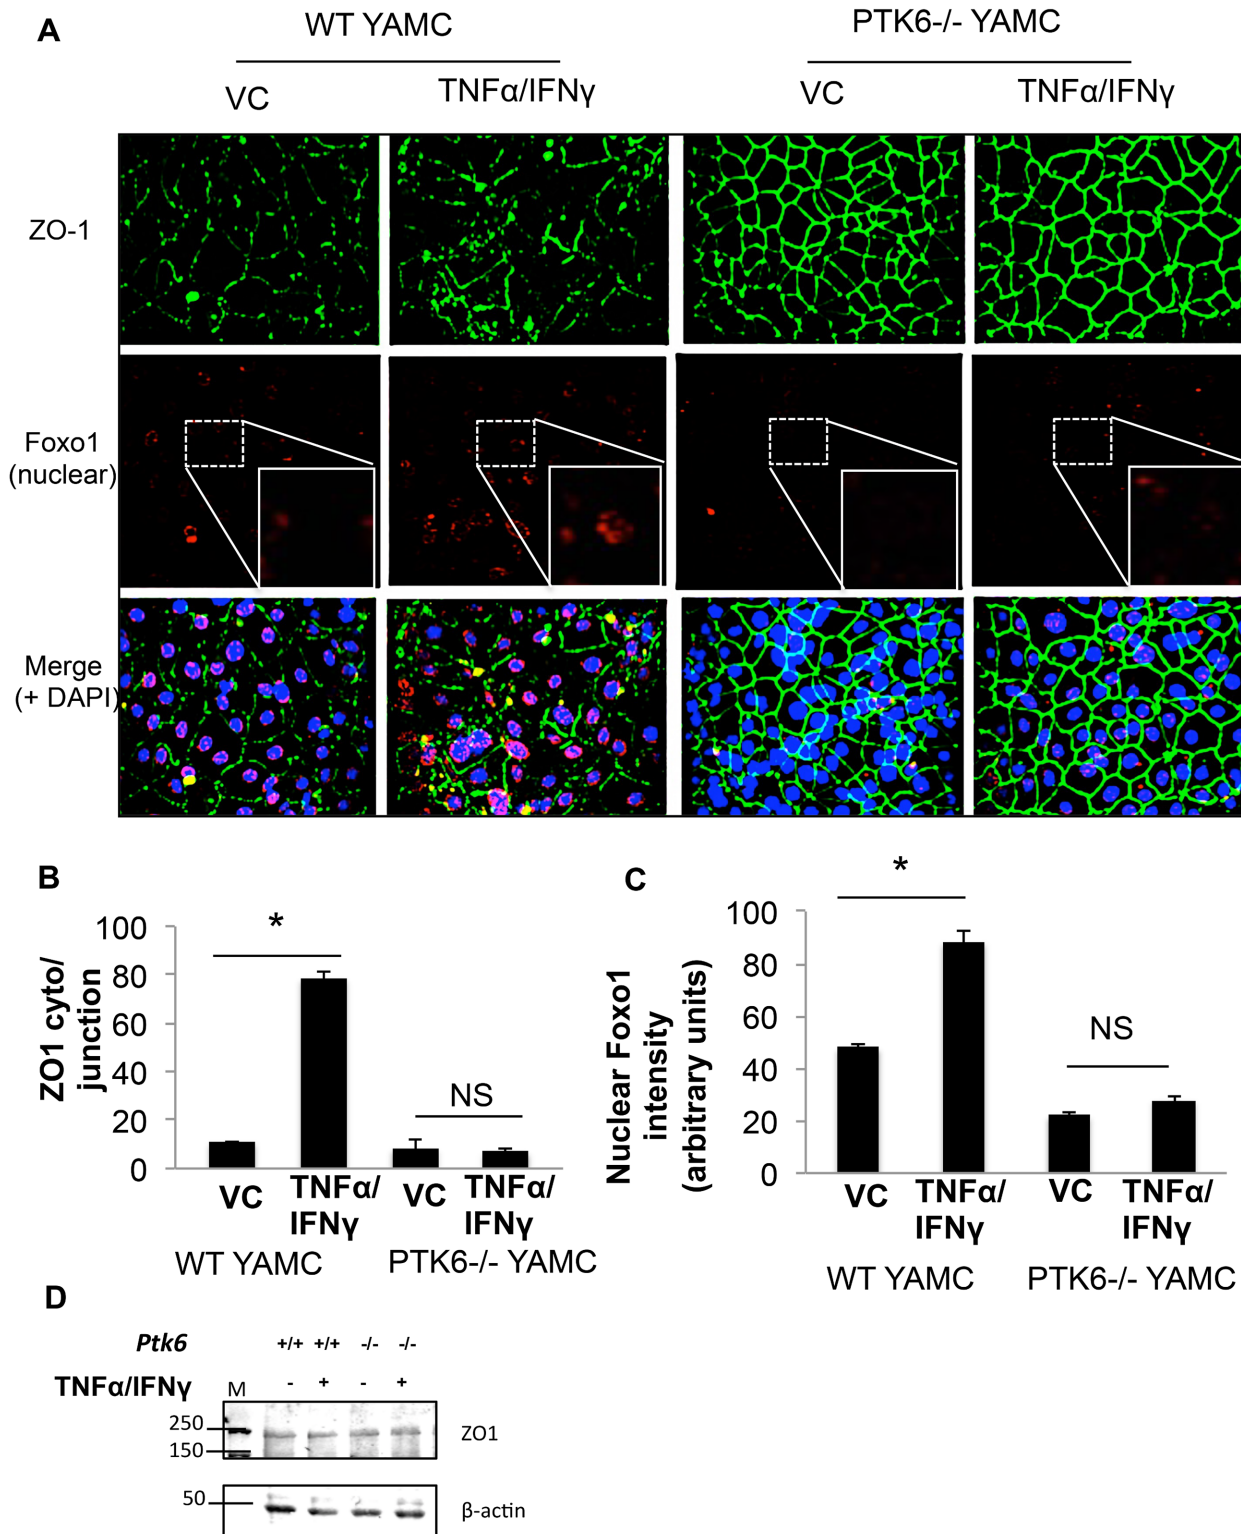 A
WT YAMC
PTK6-/- YAMC
VC
TNFα/IFNγ
VC
TNFα/IFNγ
ZO-1
Foxo1
(nuclear)
Merge
(+ DAPI)
B
ZO1 cyto/
junction
100
80
60
40
20
0
*
NS
VC
TNFα/
IFNγ
VC
TNFα/
IFNγ
WT YAMC
PTK6-/- YAMC
C
Nuclear Foxo1
intensity
(arbitrary units)
100
80
60
40
20
0
*
NS
VC
TNFα/
IFNγ
VC
TNFα/
IFNγ
WT YAMC
PTK6-/- YAMC
D
Ptk6 +/+ +/+ -/- -/-
TNFα/IFNγ M - + - +
250
150
ZO1
50
β-actin